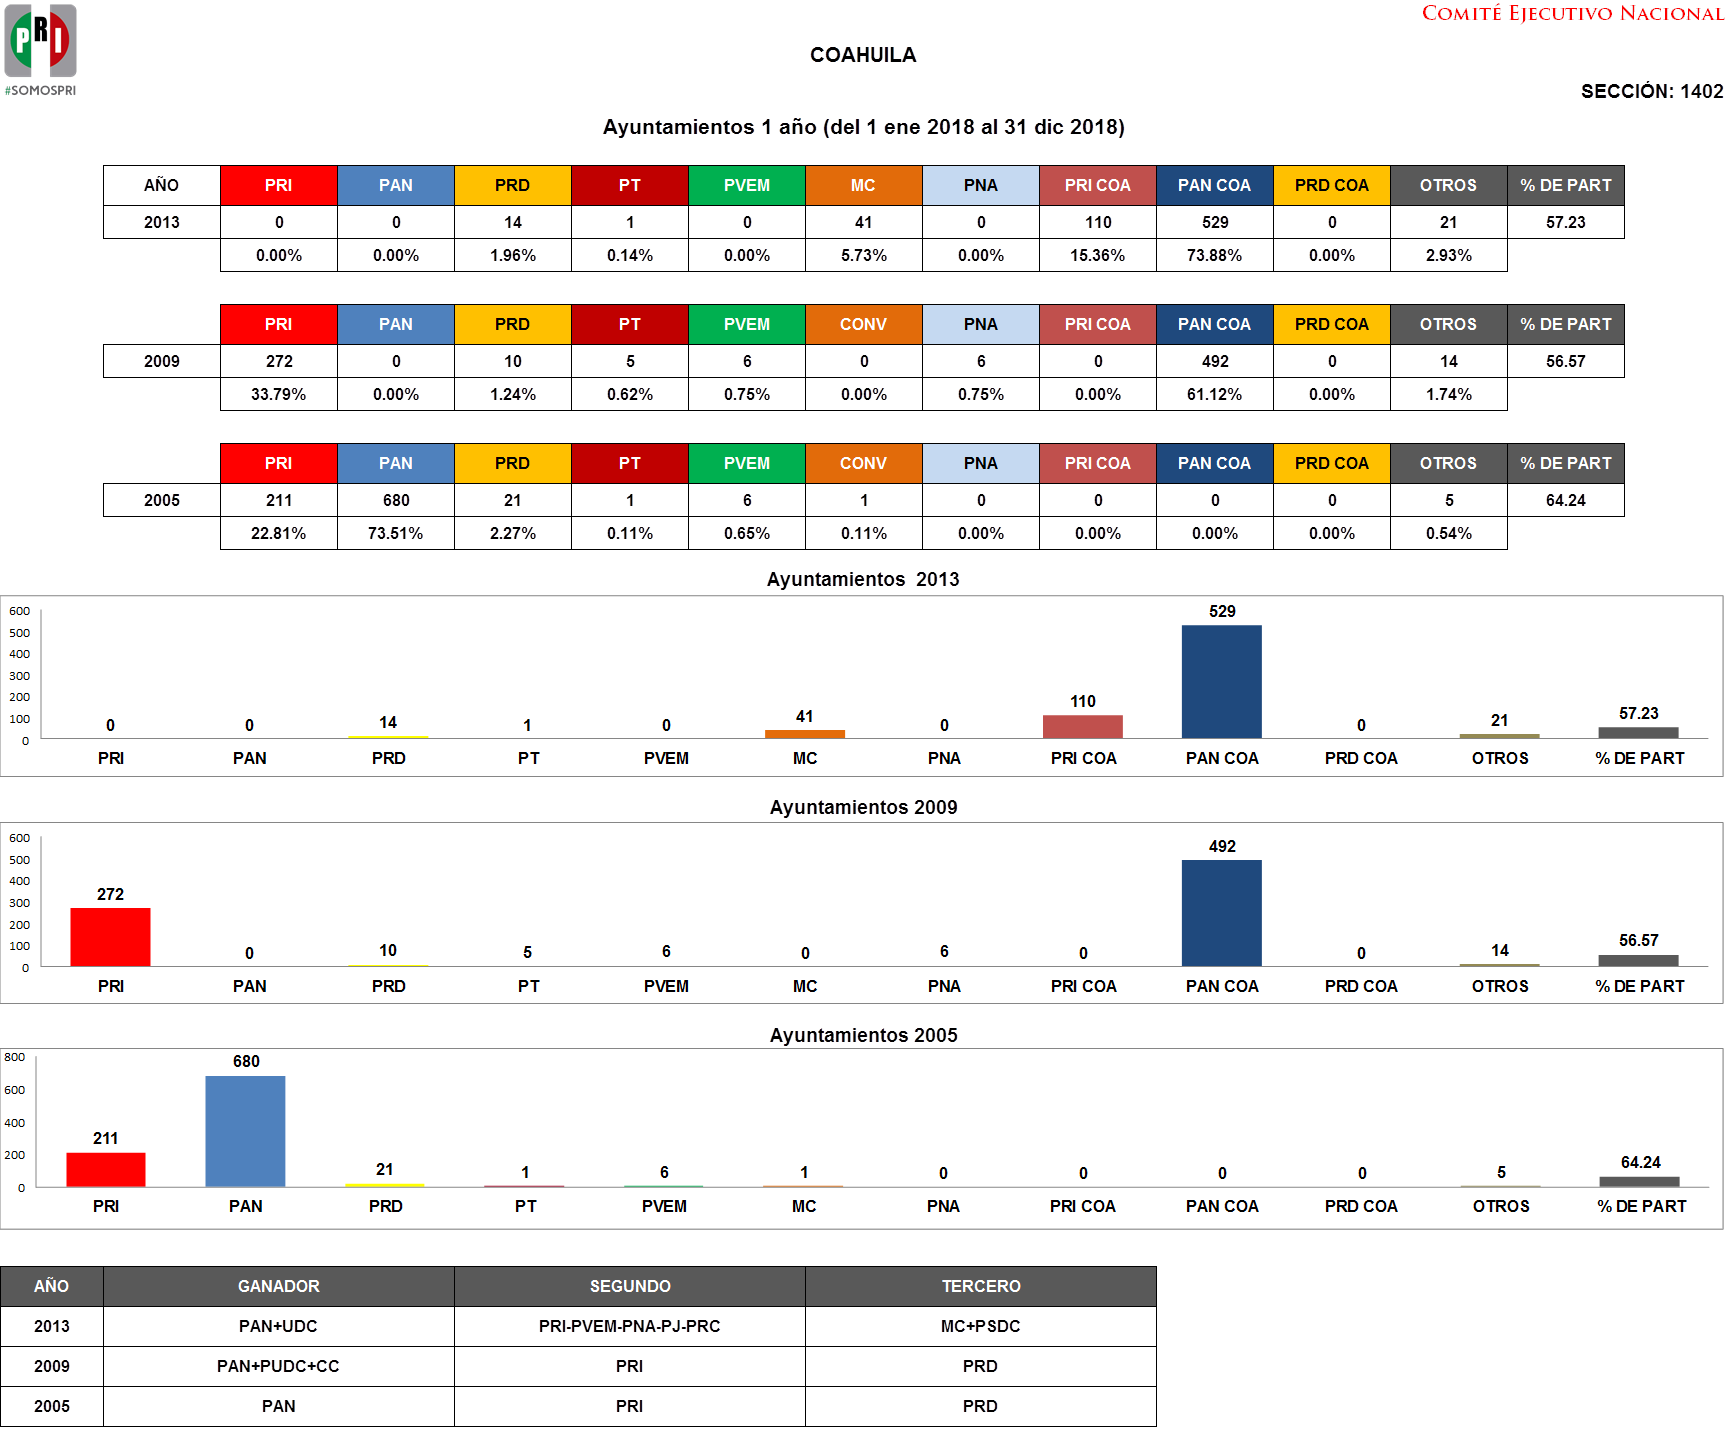 PRI
#SOMOSPRI
COMITÉ EJECUTIVO NACIONAL
COAHUILA
SECCIÓN: 1402
Ayuntamientos 1 año (del 1 ene 2018 al 31 dic 2018)
AÑO PRI PAN PRD PT PVEM MC PNA PRI COA PAN COA PRD COA OTROS % DE PART
2013 0 0 14 1 0 41 0 110 529 0 21 57.23
0.00% 0.00% 1.96% 0.14% 0.00% 5.73% 0.00% 15.36% 73.88% 0.00% 2.93%
PRI PAN PRD PT PVEM CONV PNA PRI COA PAN COA PRD COA OTROS % DE PART
2009 272 0 10 5 6 0 6 0 492 0 14 56.57
33.79% 0.00% 1.24% 0.62% 0.75% 0.00% 0.75% 0.00% 61.12% 0.00% 1.74%
PRI PAN PRD PT PVEM CONV PNA PRI COA PAN COA PRD COA OTROS % DE PART
2005 211 680 21 1 6 1 0 0 0 0 5 64.24
22.81% 73.51% 2.27% 0.11% 0.65% 0.11% 0.00% 0.00% 0.00% 0.00% 0.54%
Ayuntamientos 2013
600
500
400
300
200
100
0
0 0 14 1 0 41 0 110 529 0 21 57.23
PRI PAN PRD PT PVEM MC PNA PRI COA PAN COA PRD COA OTROS % DE PART
Ayuntamientos 2009
600
500
400
300
200
100
0
272 0 10 5 6 0 6 0 492 0 14 56.57
PRI PAN PRD PT PVEM MC PNA PRI COA PAN COA PRD COA OTROS % DE PART
Ayuntamientos 2005
800
600
400
200
0
211 680 21 1 6 1 0 0 0 0 5 64.24
PRI PAN PRD PT PVEM MC PNA PRI COA PAN COA PRD COA OTROS % DE PART
AÑO GANADOR SEGUNDO TERCERO
2013 PAN+UDC PRI-PVEM-PNA-PJ-PRC MC+PSDC
2009 PAN+PUDC+CC PRI PRD
2005 PAN PRI PRD